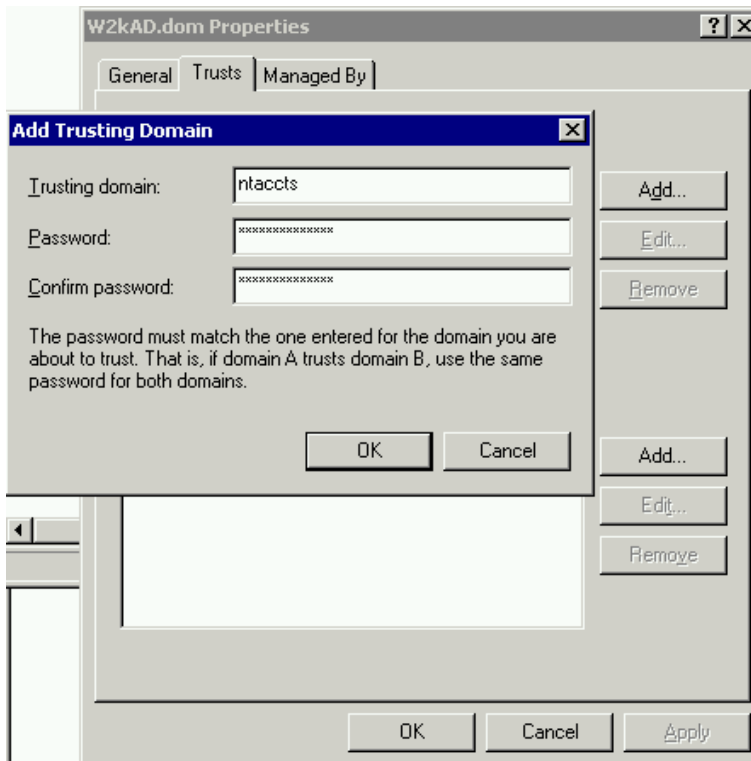 W2kAD.dom Properties
General Trusts Managed By
Add Trusting Domain
Trusting domain: ntaccts
Password: **************
Confirm password: **************
The password must match the one entered for the domain you are
about to trust. That is, if domain A trusts domain B, use the same
password for both domains.
OK Cancel
Add...
Edit...
Remove
Add...
Edit...
Remove
OK Cancel Apply